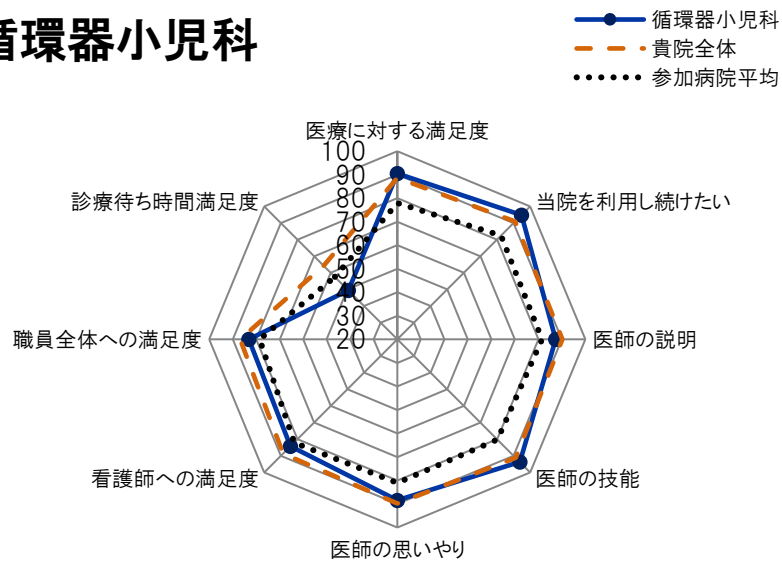 循環器小児科
循環器小児科
貴院全体
参加病院平均
医療に対する満足度
当院を利用し続けたい
医師の説明
医師の技能
医師の思いやり
看護師への満足度
職員全体への満足度
診療待ち時間満足度
100
90
80
70
60
50
40
30
20